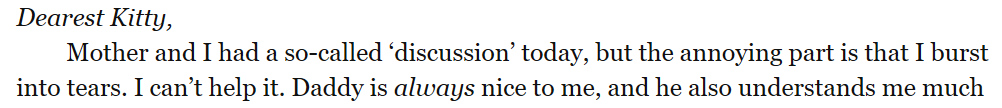 Dearest Kitty,
Mother and I had a so-called ‘discussion’ today, but the annoying part is that I burst
into tears. I can’t help it. Daddy is always nice to me, and he also understands me much